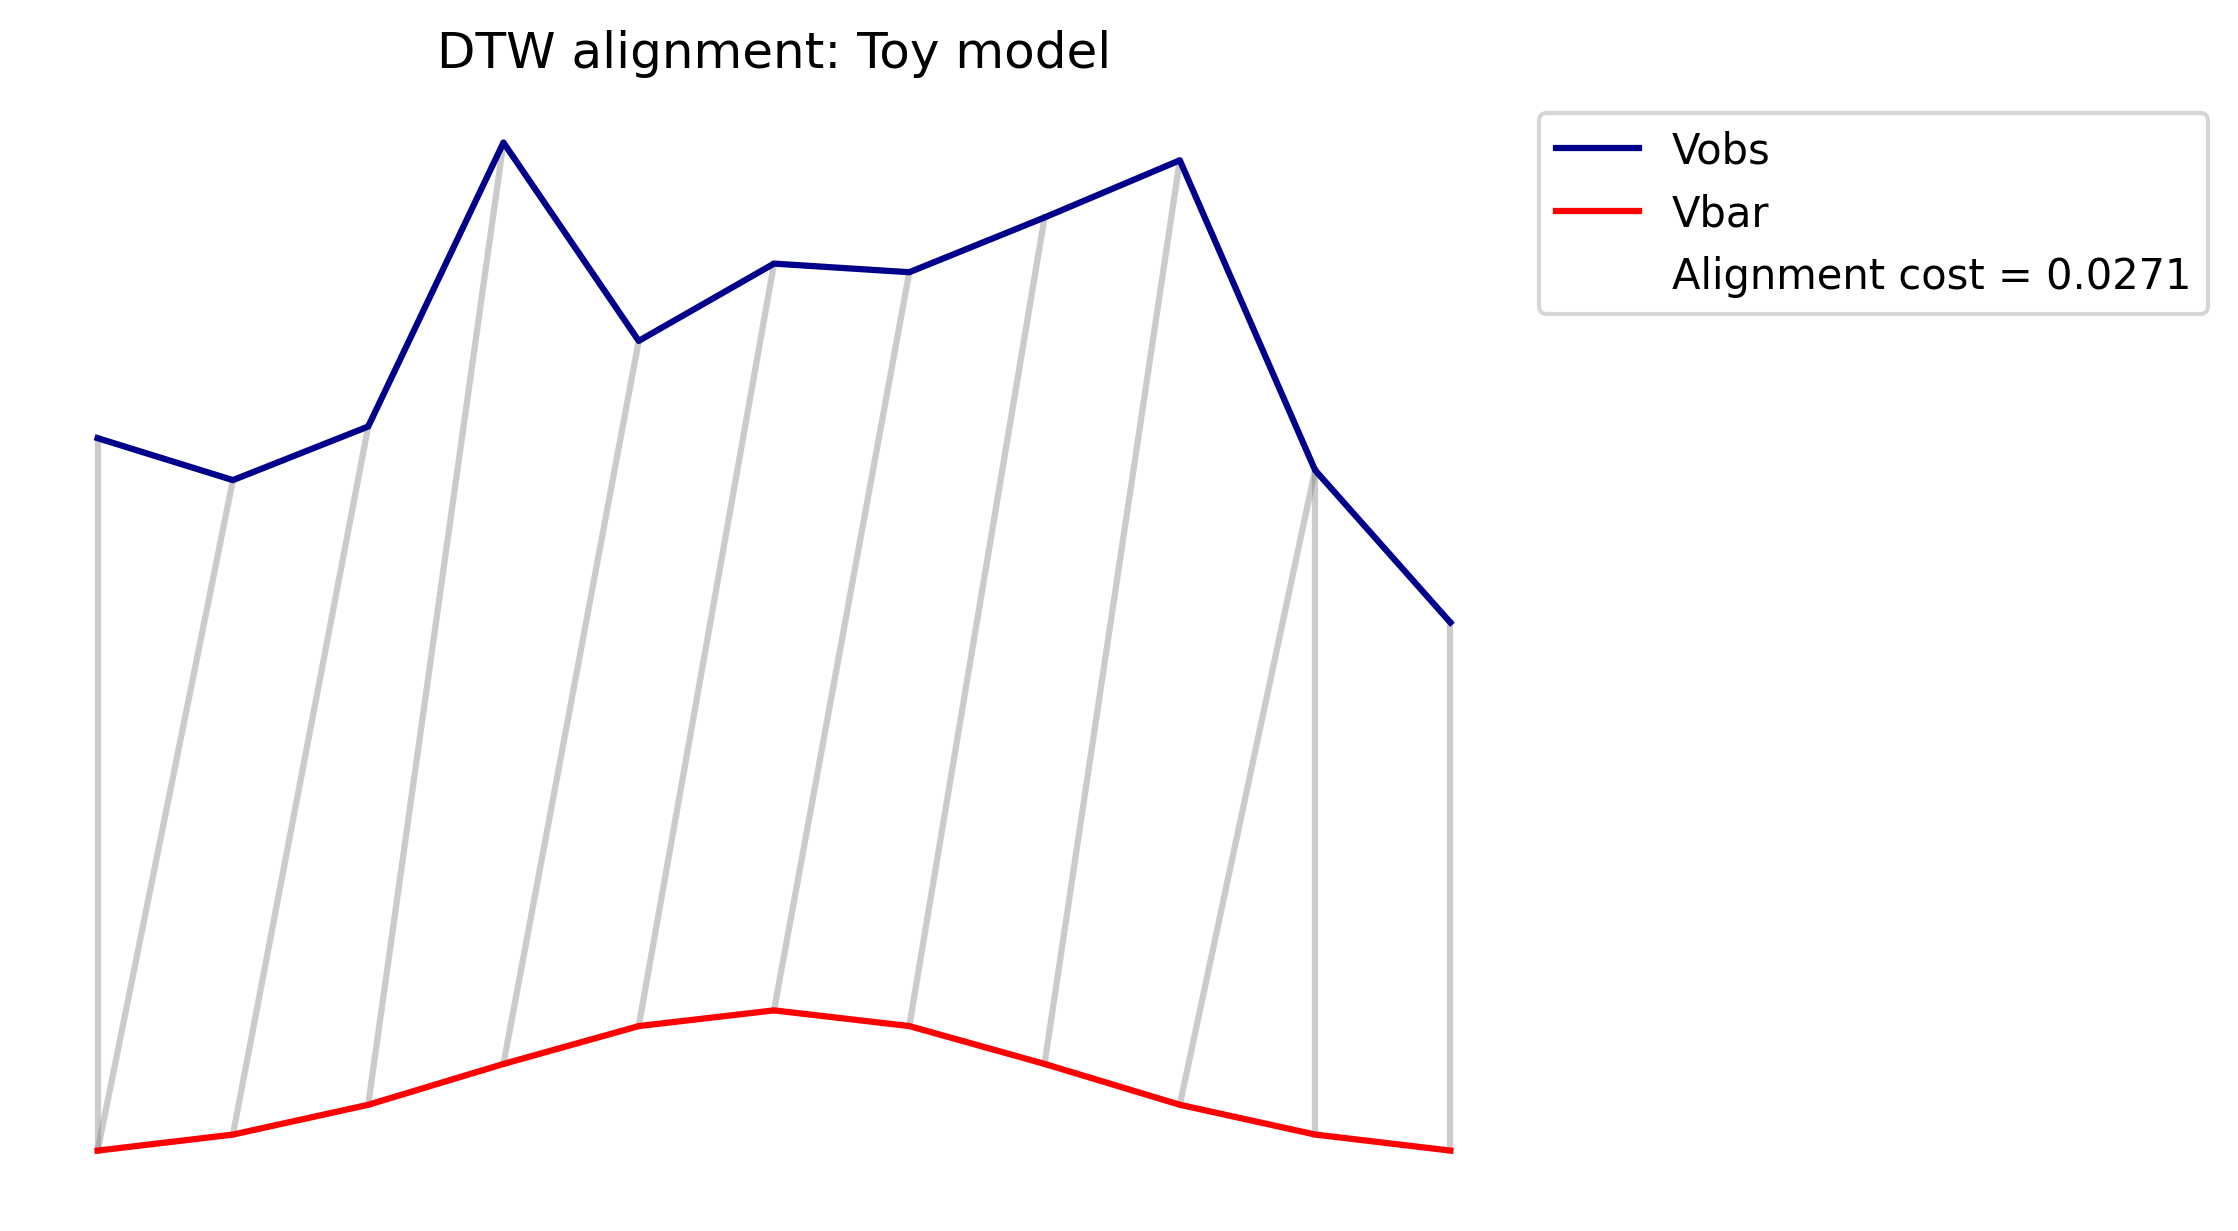 DTW alignment: Toy model
Vobs
Vbar
Alignment cost = 0.0271